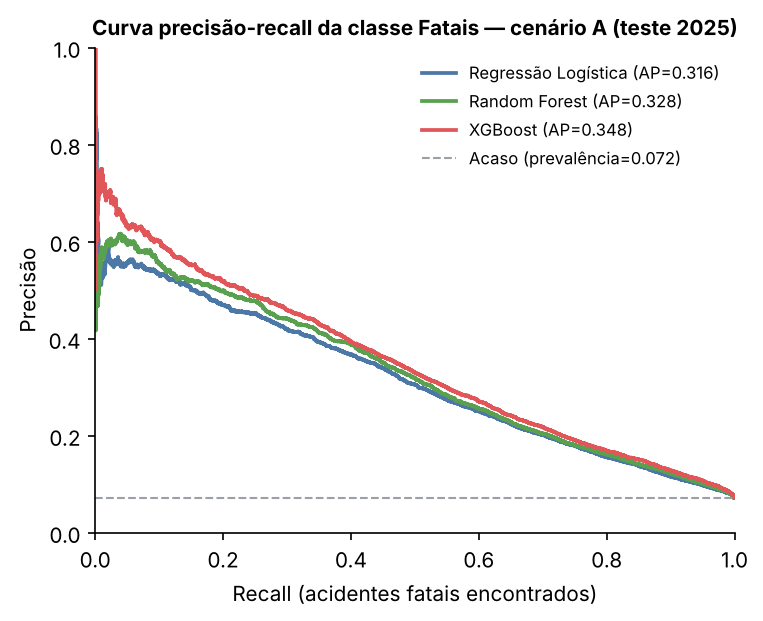 Curva precisão-recall da classe Fatais — cenário A (teste 2025)
Regressão Logística (AP=0.316)
Random Forest (AP=0.328)
XGBoost (AP=0.348)
Acaso (prevalência=0.072)
Precisão
1.0
0.8
0.6
0.4
0.2
0.0
0.0 0.2 0.4 0.6 0.8 1.0
Recall (acidentes fatais encontrados)